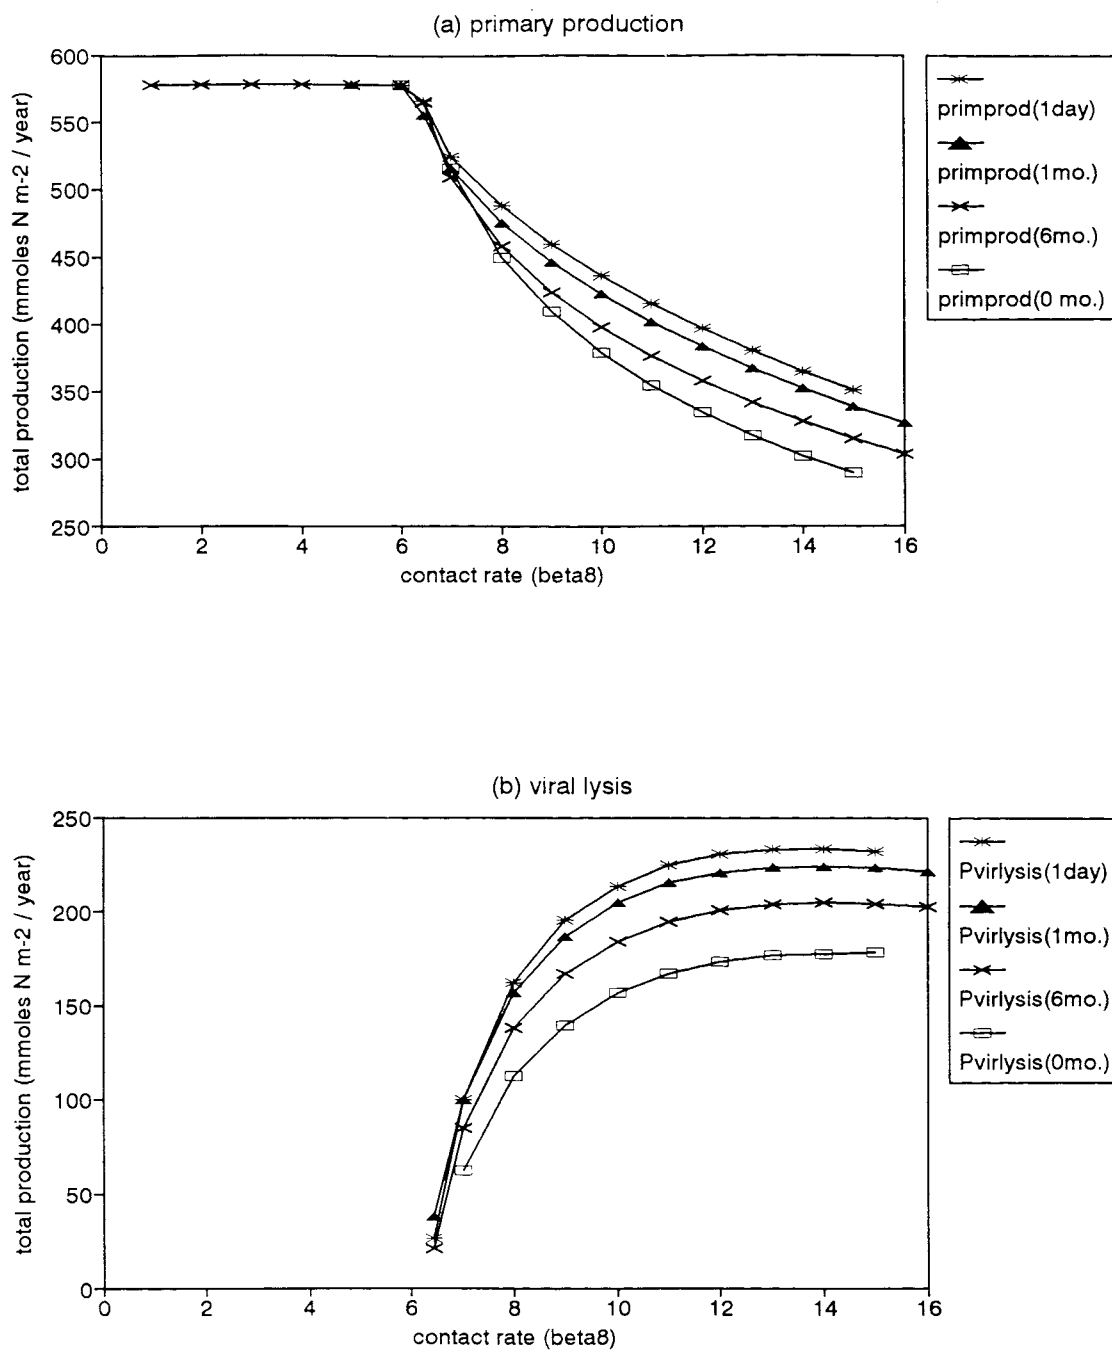 (a) primary production
600
550
500
450
400
350
300
250
0 2 4 6 8 10 12 14 16
total production (mmoles N m-2 / year)
contact rate (beta8)
primprod(1day)
primprod(1mo.)
primprod(6mo.)
primprod(0 mo.)
(b) viral lysis
250
200
150
100
50
0
0 2 4 6 8 10 12 14 16
total production (mmoles N m-2 / year)
contact rate (beta8)
Pvirlysis(1day)
Pvirlysis(1mo.)
Pvirlysis(6mo.)
Pvirlysis(0mo.)